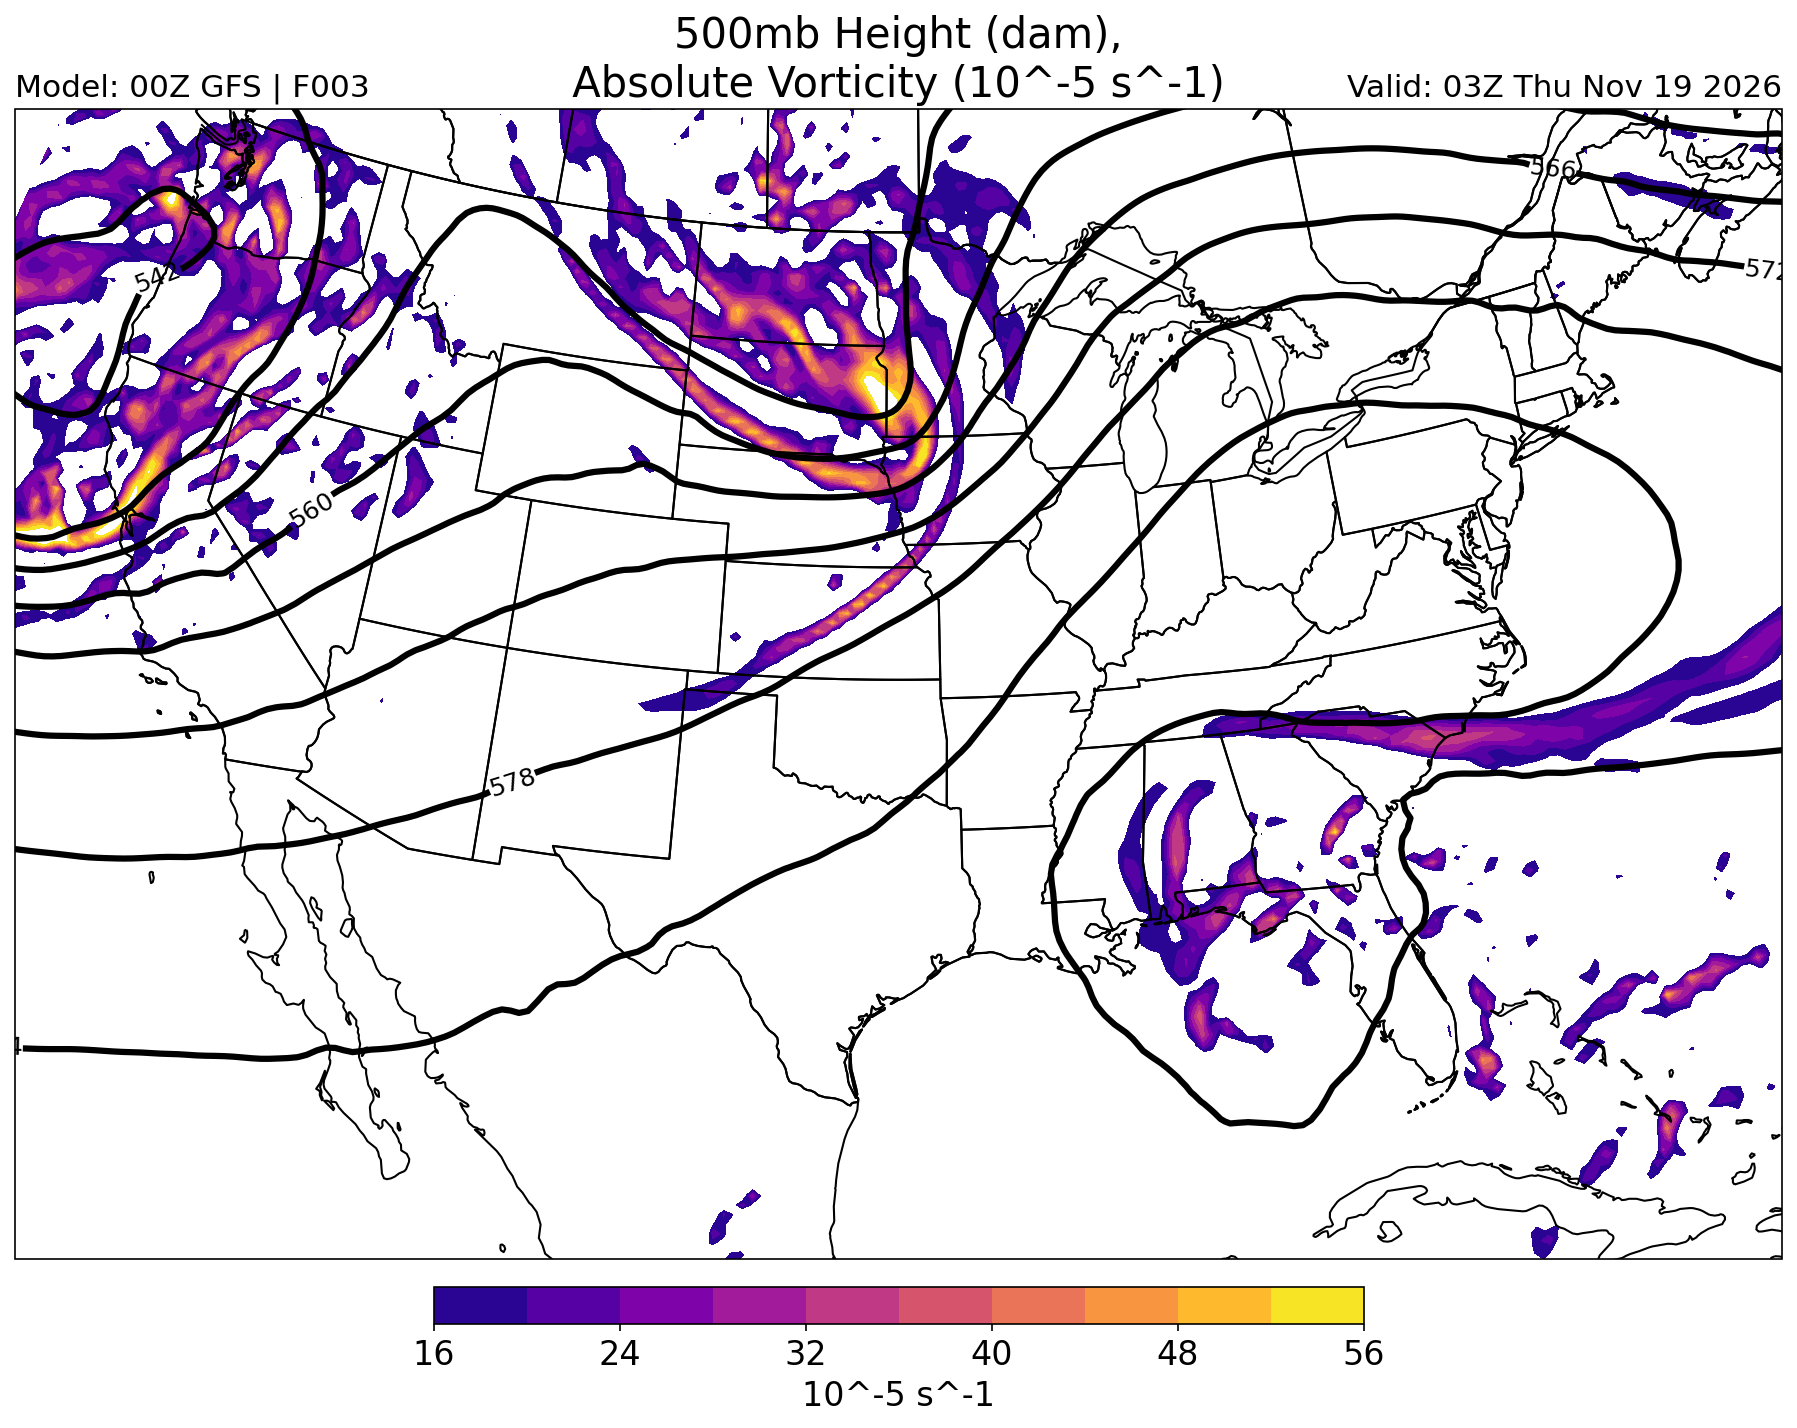 500mb Height (dam),
Absolute Vorticity (10^-5 s^-1)
Model: 00Z GFS | F003
Valid: 03Z Thu Nov 19 2026
566
572
542
560
578
16 24 32 40 48 56
10^-5 s^-1